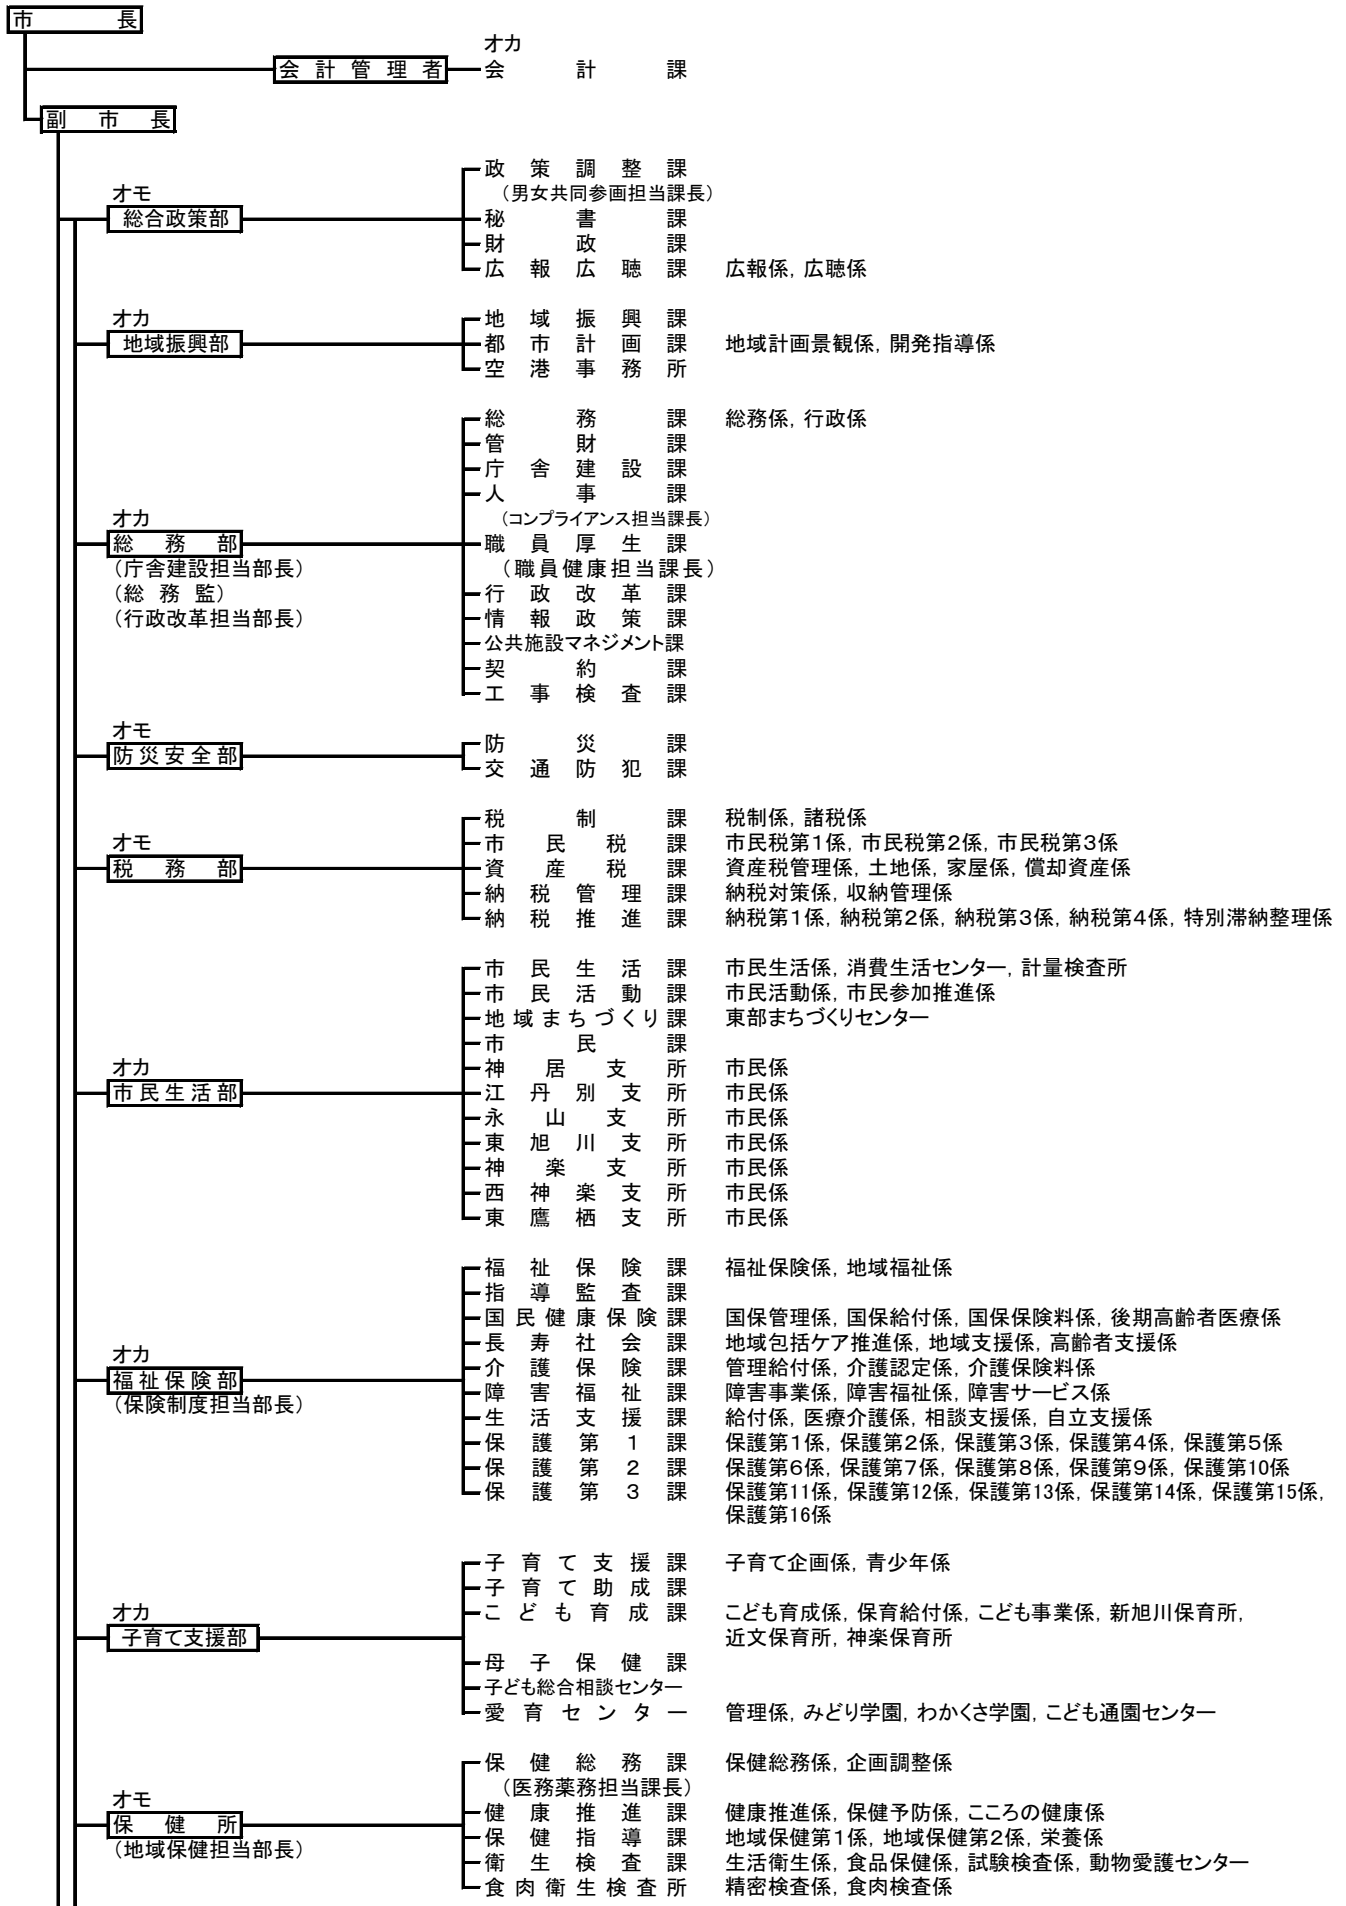 市長
オカ
会計管理者 会計課
副市長
政策調整課
オモ （男女共同参画担当課長）
総合政策部 秘書課
財政課
広報広聴課 広報係，広聴係
オカ 地域振興課
地域振興部 都市計画課 地域計画景観係，開発指導係
空港事務所
総務課 総務係，行政係
管財課
庁舎建設課
人事課
オカ （コンプライアンス担当課長）
総務部 職員厚生課
（庁舎建設担当部長） （職員健康担当課長）
（総務監） 行政改革課
（行政改革担当部長） 情報政策課
公共施設マネジメント課
契約課
工事検査課
オモ 防災課
防災安全部
交通防犯課
税制課 税制係，諸税係
オモ 市民税課 市民税第１係，市民税第２係，市民税第３係
税務部 資産税課 資産税管理係，土地係，家屋係，償却資産係
納税管理課 納税対策係，収納管理係
納税推進課 納税第１係，納税第２係，納税第３係，納税第４係，特別滞納整理係
市民生活課 市民生活係，消費生活センター，計量検査所
市民活動課 市民活動係，市民参加推進係
地域まちづくり課 東部まちづくりセンター
市民課
オカ 神居支所 市民係
市民生活部 江丹別支所 市民係
永山支所 市民係
東旭川支所 市民係
神楽支所 市民係
西神楽支所 市民係
東鷹栖支所 市民係
福祉保険課 福祉保険係，地域福祉係
指導監査課
国民健康保険課 国保管理係，国保給付係，国保保険料係，後期高齢者医療係
長寿社会課 地域包括ケア推進係，地域支援係，高齢者支援係
オカ 介護保険課 管理給付係，介護認定係，介護保険料係
福祉保険部 障害福祉課 障害事業係，障害福祉係，障害サービス係
（保険制度担当部長） 生活支援課 給付係，医療介護係，相談支援係，自立支援係
保護第１課 保護第１係，保護第２係，保護第３係，保護第４係，保護第５係
保護第２課 保護第６係，保護第７係，保護第８係，保護第９係，保護第10係
保護第３課 保護第11係，保護第12係，保護第13係，保護第14係，保護第15係，
保護第16係
子育て支援課 子育て企画係，青少年係
子育て助成課
オカ こども育成課 こども育成係，保育給付係，こども事業係，新旭川保育所，
子育て支援部 近文保育所，神楽保育所
母子保健課
子ども総合相談センター
愛育センター 管理係，みどり学園，わかくさ学園，こども通園センター
保健総務課 保健総務係，企画調整係
（医務薬務担当課長）
オモ 健康推進課 健康推進係，保健予防係，こころの健康係
保健所 保健指導課 地域保健第１係，地域保健第２係，栄養係
（地域保健担当部長） 衛生検査課 生活衛生係，食品保健係，試験検査係，動物愛護センター
食肉衛生検査所 精密検査係，食肉検査係